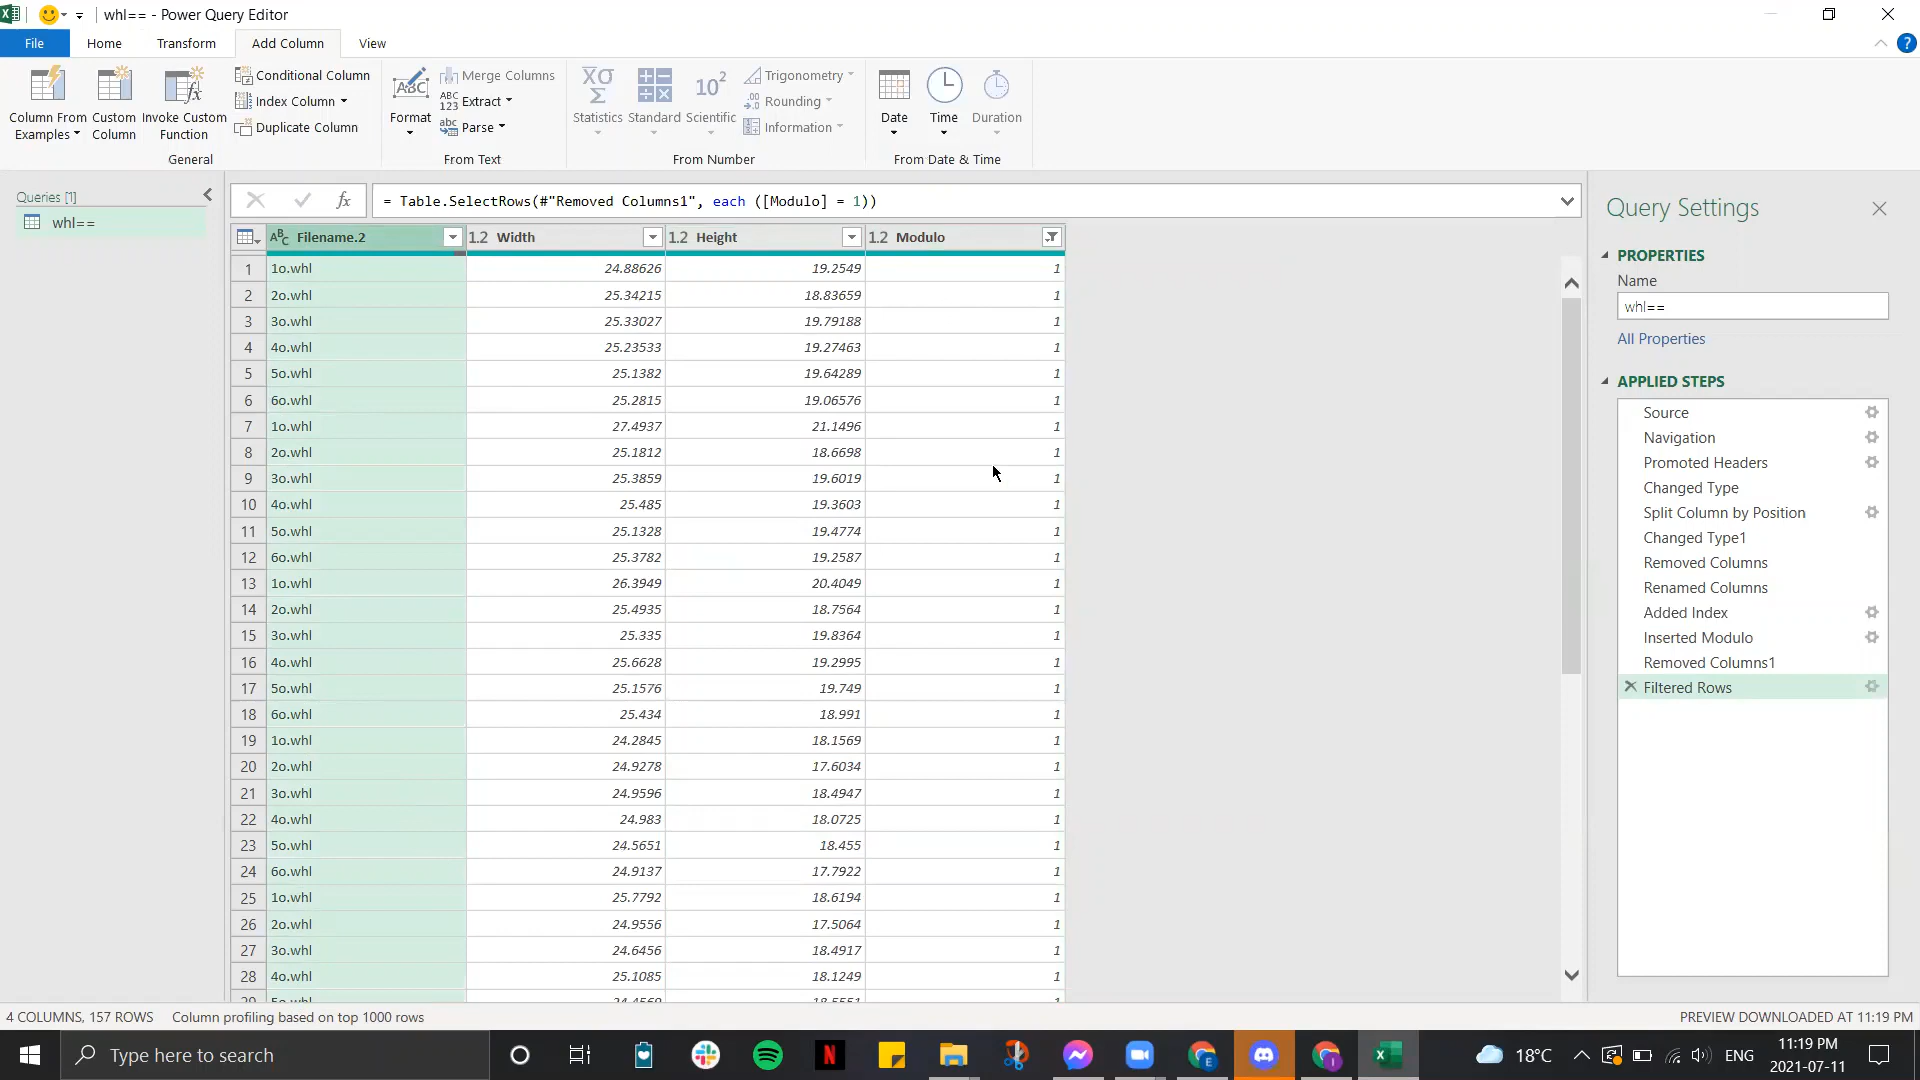 whl== - Power Query Editor
File Home Transform Add Column View
Column From Examples
Custom Column
Invoke Custom Function
Conditional Column
Index Column
Duplicate Column
General
Format
Merge Columns
Extract
Parse
From Text
Statistics
Standard
Scientific
Trigonometry
Rounding
Information
From Number
Date
Time
Duration
From Date & Time
Queries [1]
whl==
= Table.SelectRows(#"Removed Columns1", each ([Modulo] = 1))
Filename.2 1.2 Width 1.2 Height 1.2 Modulo
1 1o.whl 24.88626 19.2549 1
2 2o.whl 25.34215 18.83659 1
3 3o.whl 25.33027 19.79188 1
4 4o.whl 25.23533 19.27463 1
5 5o.whl 25.1382 19.64289 1
6 6o.whl 25.2815 19.06576 1
7 1o.whl 27.4937 21.1496 1
8 2o.whl 25.1812 18.6698 1
9 3o.whl 25.3859 19.6019 1
10 4o.whl 25.485 19.3603 1
11 5o.whl 25.1328 19.4774 1
12 6o.whl 25.3782 19.2587 1
13 1o.whl 26.3949 20.4049 1
14 2o.whl 25.4935 18.7564 1
15 3o.whl 25.335 19.8364 1
16 4o.whl 25.6628 19.2995 1
17 5o.whl 25.1576 19.749 1
18 6o.whl 25.434 18.991 1
19 1o.whl 24.2845 18.1569 1
20 2o.whl 24.9278 17.6034 1
21 3o.whl 24.9596 18.4947 1
22 4o.whl 24.983 18.0725 1
23 5o.whl 24.5651 18.455 1
24 6o.whl 24.9137 17.7922 1
25 1o.whl 25.7792 18.6194 1
26 2o.whl 24.9556 17.5064 1
27 3o.whl 24.6456 18.4917 1
28 4o.whl 25.1085 18.1249 1
Query Settings
PROPERTIES
Name
whl==
All Properties
APPLIED STEPS
Source
Navigation
Promoted Headers
Changed Type
Split Column by Position
Changed Type1
Removed Columns
Renamed Columns
Added Index
Inserted Modulo
Removed Columns1
Filtered Rows
4 COLUMNS, 157 ROWS Column profiling based on top 1000 rows
PREVIEW DOWNLOADED AT 11:19 PM
Type here to search
18°C
ENG
11:19 PM
2021-07-11